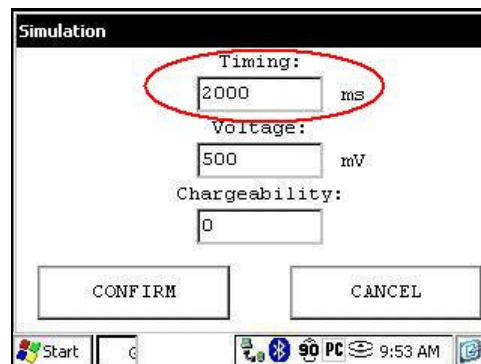 Simulation
Timing:
2000 ms
Voltage:
500 mV
Chargeability:
0
CONFIRM CANCEL
Start 90 PC 9:53 AM